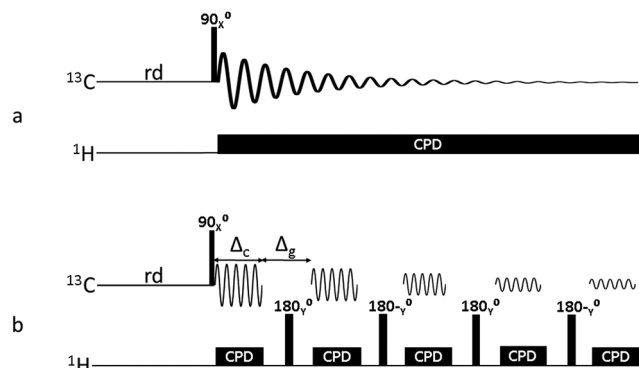 90x⁰
¹³C rd
a
¹H CPD
90x⁰
Δc Δg
¹³C rd
180Y⁰ 180-Y⁰ 180Y⁰ 180-Y⁰
b
¹H CPD CPD CPD CPD CPD